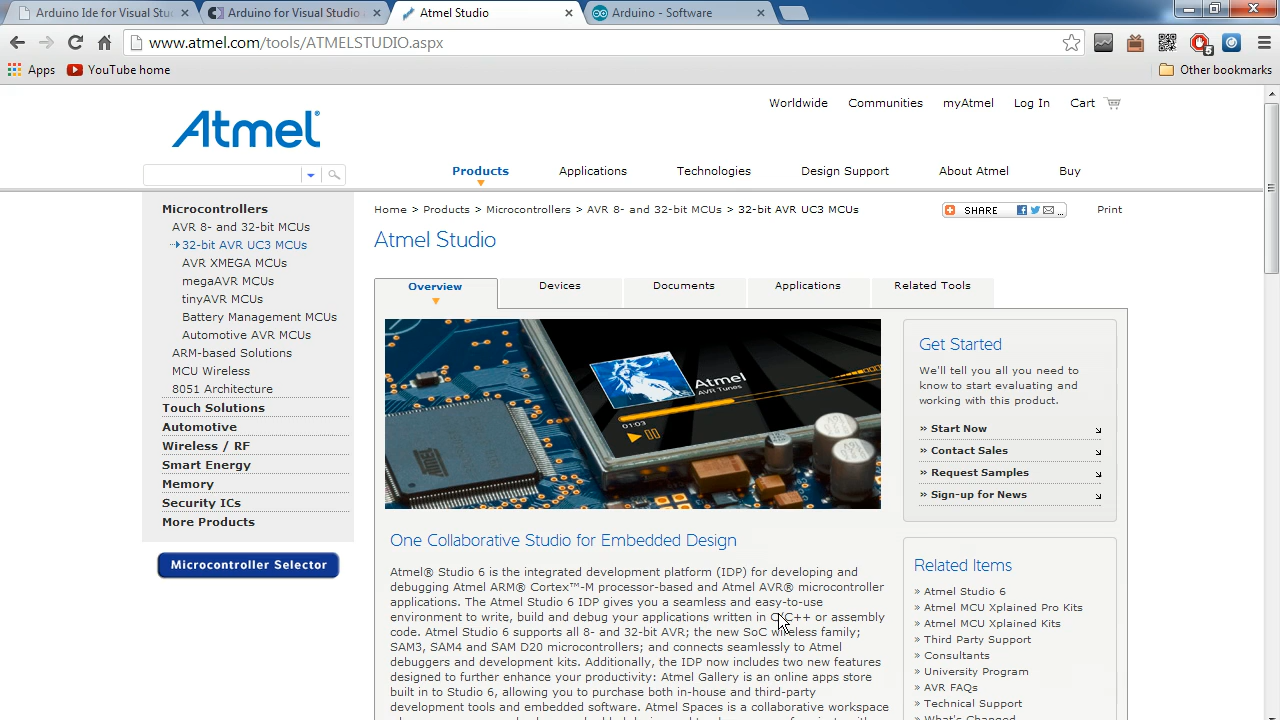 Arduino Ide for Visual Stu
Arduino for Visual Studio
Atmel Studio
Arduino - Software
www.atmel.com/tools/ATMELSTUDIO.aspx
Apps
YouTube home
Other bookmarks
Atmel
Worldwide Communities myAtmel Log In Cart
Products Applications Technologies Design Support About Atmel Buy
Microcontrollers
AVR 8- and 32-bit MCUs
32-bit AVR UC3 MCUs
AVR XMEGA MCUs
megaAVR MCUs
tinyAVR MCUs
Battery Management MCUs
Automotive AVR MCUs
ARM-based Solutions
MCU Wireless
8051 Architecture
Touch Solutions
Automotive
Wireless / RF
Smart Energy
Memory
Security ICs
More Products
Microcontroller Selector
Home > Products > Microcontrollers > AVR 8- and 32-bit MCUs > 32-bit AVR UC3 MCUs
SHARE ...
Print
Atmel Studio
Overview Devices Documents Applications Related Tools
Atmel
AVR Tunes
01:03
Atmel
One Collaborative Studio for Embedded Design
Atmel® Studio 6 is the integrated development platform (IDP) for developing and
debugging Atmel ARM® Cortex™-M processor-based and Atmel AVR® microcontroller
applications. The Atmel Studio 6 IDP gives you a seamless and easy-to-use
environment to write, build and debug your applications written in C/C++ or assembly
code. Atmel Studio 6 supports all 8- and 32-bit AVR; the new SoC wireless family;
SAM3, SAM4 and SAM D20 microcontrollers; and connects seamlessly to Atmel
debuggers and development kits. Additionally, the IDP now includes two new features
designed to further enhance your productivity: Atmel Gallery is an online apps store
built in to Studio 6, allowing you to purchase both in-house and third-party
development tools and embedded software. Atmel Spaces is a collaborative workspace
Get Started
We'll tell you all you need to
know to start evaluating and
working with this product.
» Start Now
» Contact Sales
» Request Samples
» Sign-up for News
Related Items
» Atmel Studio 6
» Atmel MCU Xplained Pro Kits
» Atmel MCU Xplained Kits
» Third Party Support
» Consultants
» University Program
» AVR FAQs
» Technical Support
» What's Changed